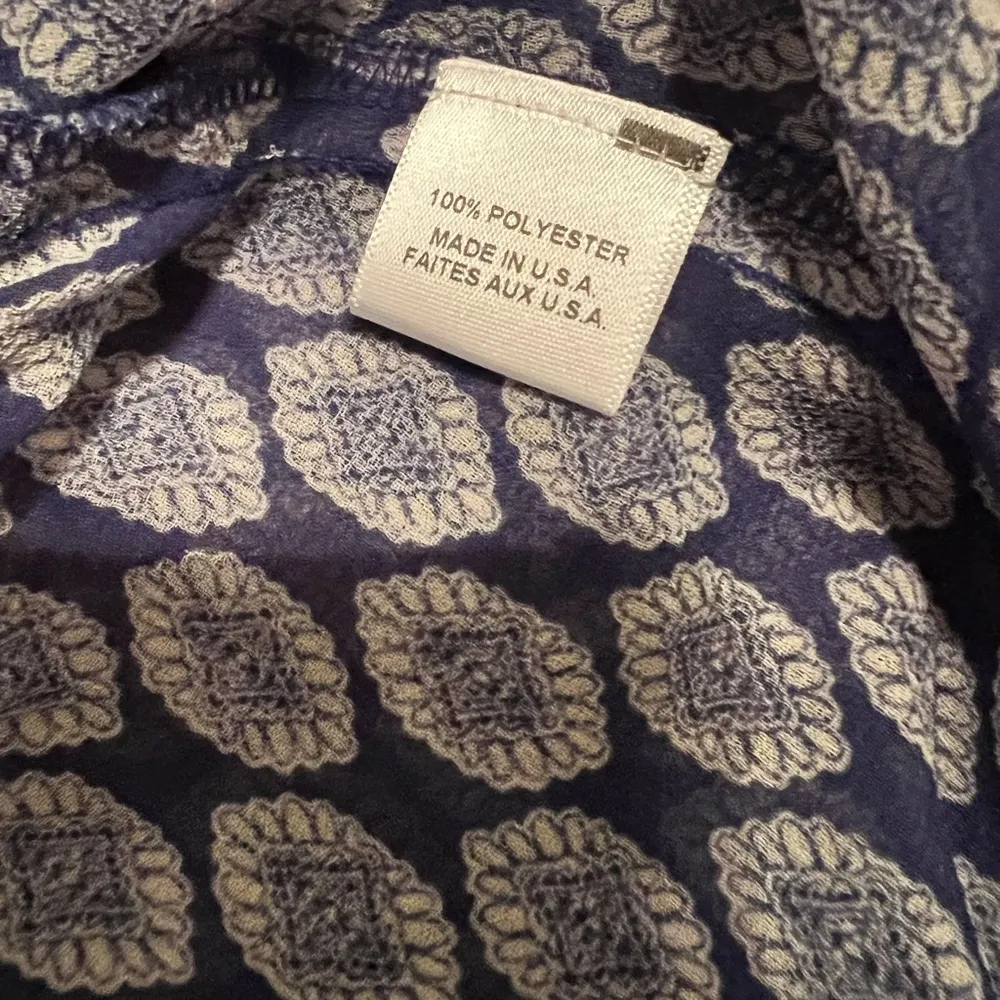 100% POLYESTER
MADE IN U.S.A.
FAITES AUX U.S.A.